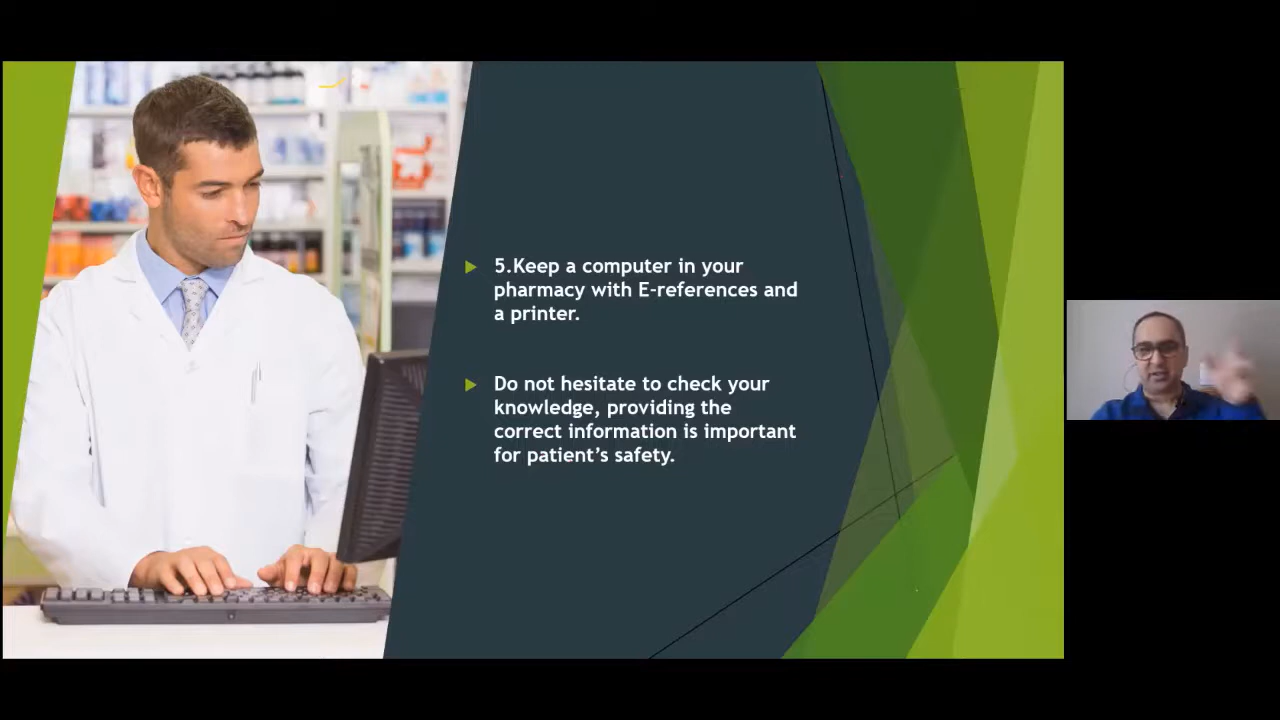 5.Keep a computer in your
pharmacy with E-references and
a printer.
Do not hesitate to check your
knowledge, providing the
correct information is important
for patient’s safety.